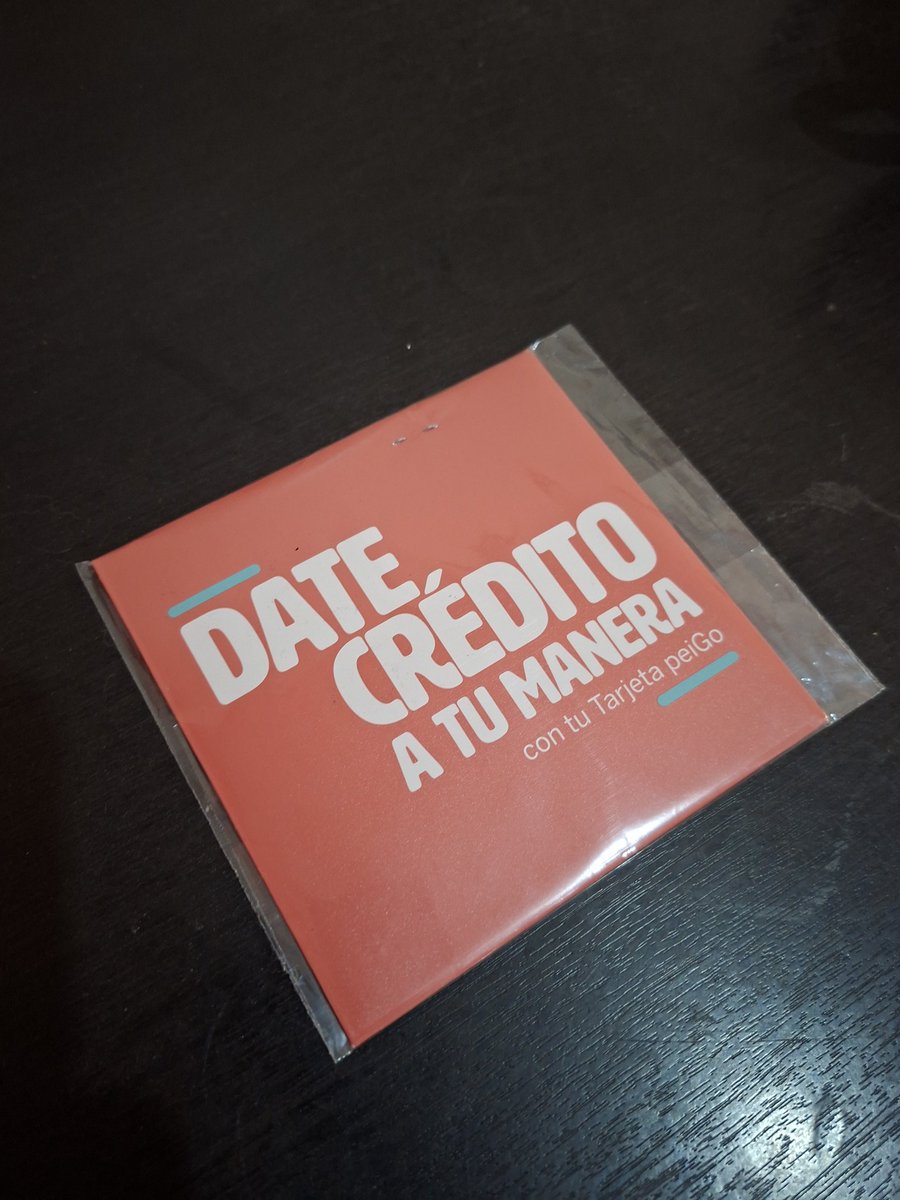 DATE
CRÉDITO
A TU MANERA
con tu Tarjeta peiGo